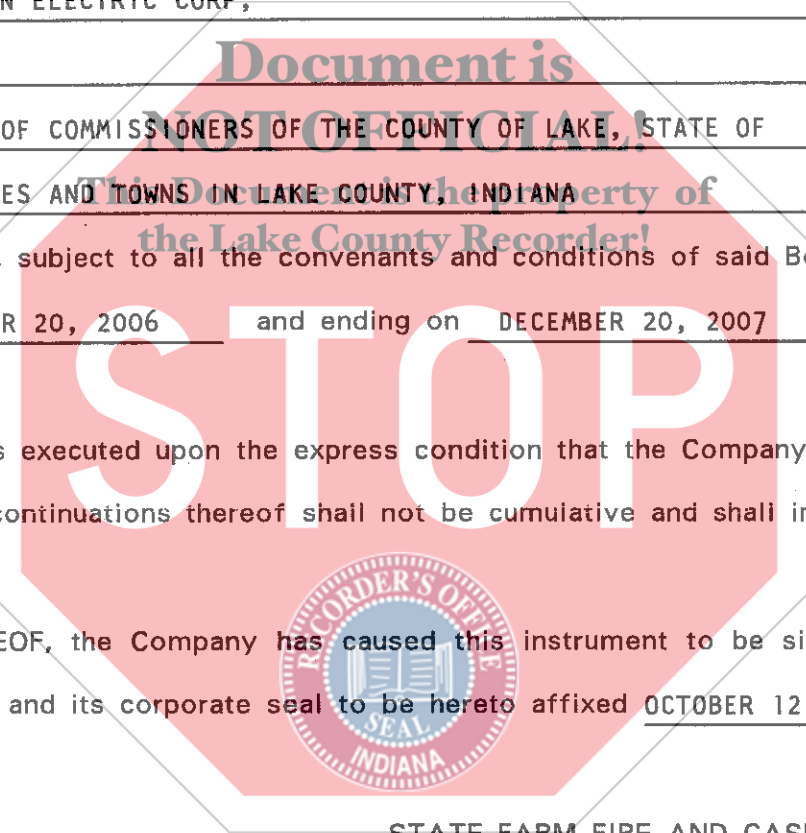 N ELECTRIC CORP,
Document is
NOT OFFICIAL!
OF COMMISSIONERS OF THE COUNTY OF LAKE, STATE OF
This Document is the property of
ES AND TOWNS IN LAKE COUNTY, INDIANA
the Lake County Recorder!
subject to all the convenants and conditions of said
R 20, 2006 and ending on DECEMBER 20, 2007
STOP
s executed upon the express condition that the Company
continuations thereof shall not be cumulative and shall
RECORDER'S OFFICE
EOF, the Company has caused this instrument to be si
and its corporate seal to be hereto affixed OCTOBER 12
SEAL
INDIANA
STATE FARM FIRE AND